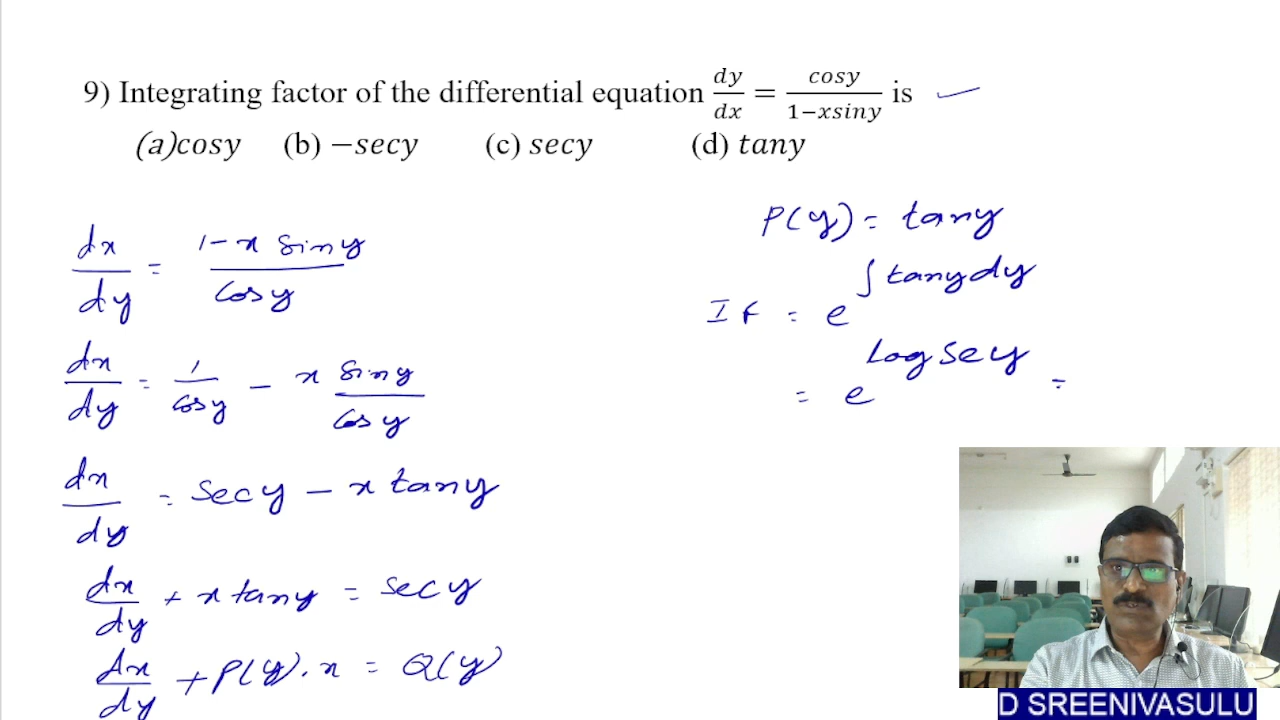 9) Integrating factor of the differential equation dy/dx = cosy/1−xsiny is
(a)cosy (b) −secy (c) secy (d) tany
dx/dy = 1 - x siny/cosy
dx/dy = 1/cosy - x siny/cosy
dx/dy = secy - x tany
dx/dy + x tany = secy
dx/dy + P(y).x = Q(y)
P(y) = tany
IF = e^∫tanydy
= e^Log sey =
D SREENIVASULU